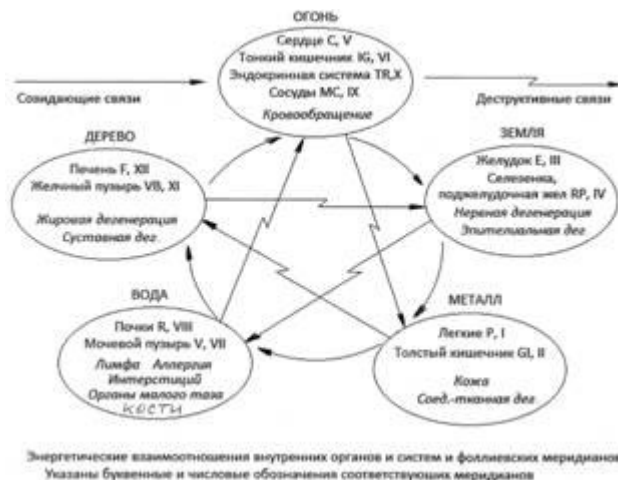 ОГОНЬ
Сердце C, V
Тонкий кишечник IG, VI
Эндокринная система TR,X
Сосуды MC, IX
Кровообращение
Созидающие связи
Деструктивные связи
ДЕРЕВО
Печень F, XII
Желчный пузырь VB, XI
Жировая дегенерация
Суставная дег
ЗЕМЛЯ
Желудок E, III
Селезенка,
поджелудочная жел RP, IV
Нервная дегенерация
Эпителиальная дег
ВОДА
Почки R, VIII
Мочевой пузырь V, VII
Лимфа Аллергия
Интерстиций
Органы малого таза
КОСТИ
МЕТАЛЛ
Легкие P, I
Толстый кишечник GI, II
Кожа
Соед.-тканная дег
Энергетические взаимоотношения внутренних органов и систем и фоллиевских меридианов
Указаны буквенные и числовые обозначения соответствующих меридианов